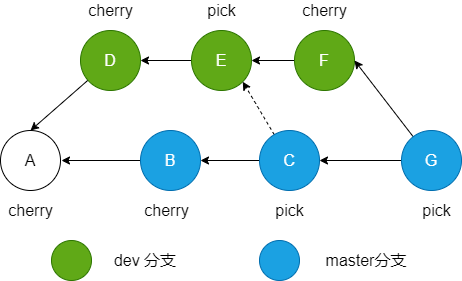 cherry pick cherry
D E F
A B C G
cherry cherry pick pick
dev 分支 master分支